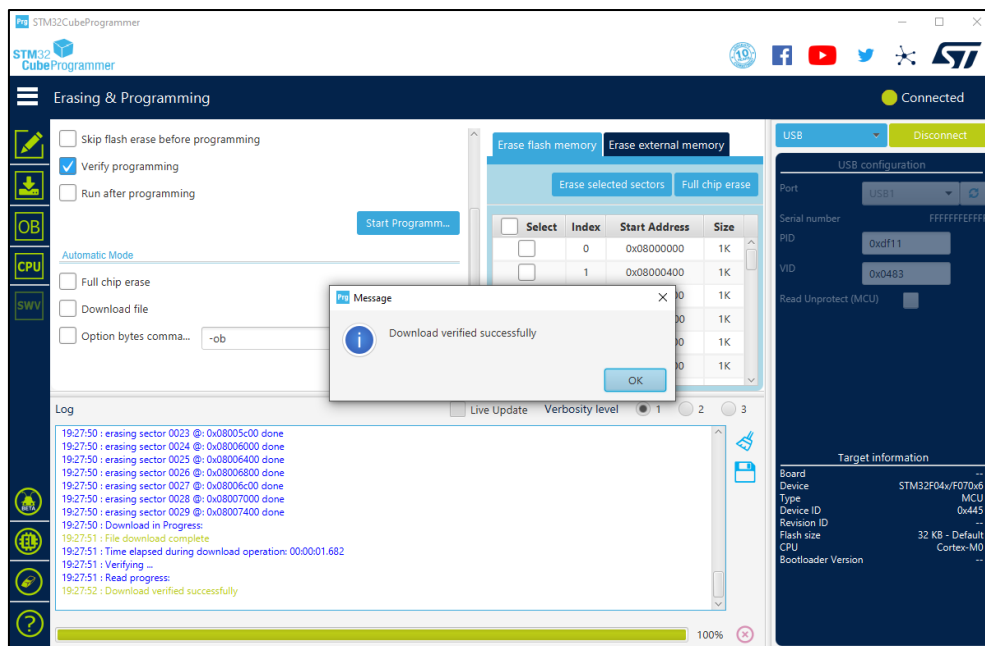 Prg STM32CubeProgrammer
STM32
CubeProgrammer
Erasing & Programming
Connected
Skip flash erase before programming
Verify programming
Run after programming
Start Programm...
Automatic Mode
Full chip erase
Download file
Option bytes comma... -ob
Erase flash memory Erase external memory
Erase selected sectors Full chip erase
Select Index Start Address Size
0 0x08000000 1K
1 0x08000400 1K
00 1K
00 1K
00 1K
00 1K
Prg Message
Download verified successfully
OK
USB Disconnect
USB configuration
Port USB1
Serial number FFFFFFEFFFF
PID 0xdf11
VID 0x0483
Read Unprotect (MCU)
OB
CPU
SWV
Log Live Update Verbosity level 1 2 3
19:27:50 : erasing sector 0023 @: 0x08005c00 done
19:27:50 : erasing sector 0024 @: 0x08006000 done
19:27:50 : erasing sector 0025 @: 0x08006400 done
19:27:50 : erasing sector 0026 @: 0x08006800 done
19:27:50 : erasing sector 0027 @: 0x08006c00 done
19:27:50 : erasing sector 0028 @: 0x08007000 done
19:27:50 : erasing sector 0029 @: 0x08007400 done
19:27:50 : Download in Progress:
19:27:51 : File download complete
19:27:51 : Time elapsed during download operation: 00:00:01.682
19:27:51 : Verifying ...
19:27:51 : Read progress:
19:27:52 : Download verified successfully
100%
Target information
Board --
Device STM32F04x/F070x6
Type MCU
Device ID 0x445
Revision ID --
Flash size 32 KB - Default
CPU Cortex-M0
Bootloader Version --